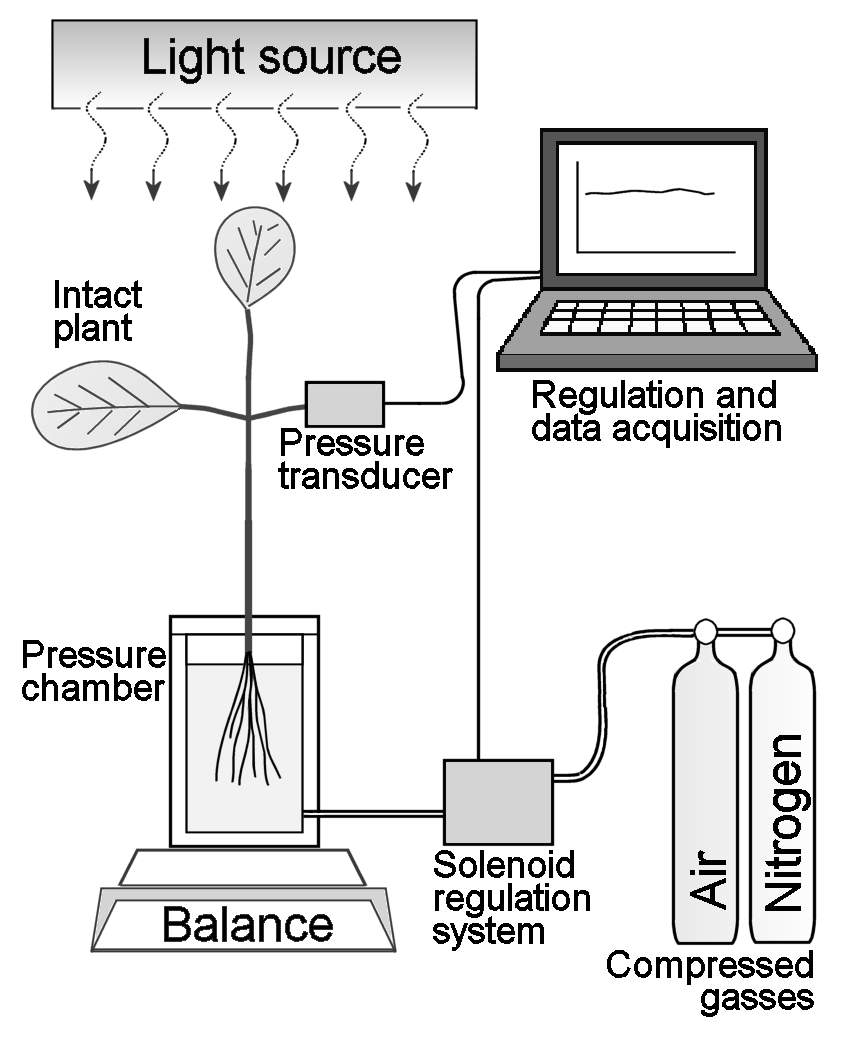 Light source
Intact
plant
Pressure
transducer
Regulation and
data acquisition
Pressure
chamber
Solenoid
regulation
system
Balance
Air
Nitrogen
Compressed
gasses